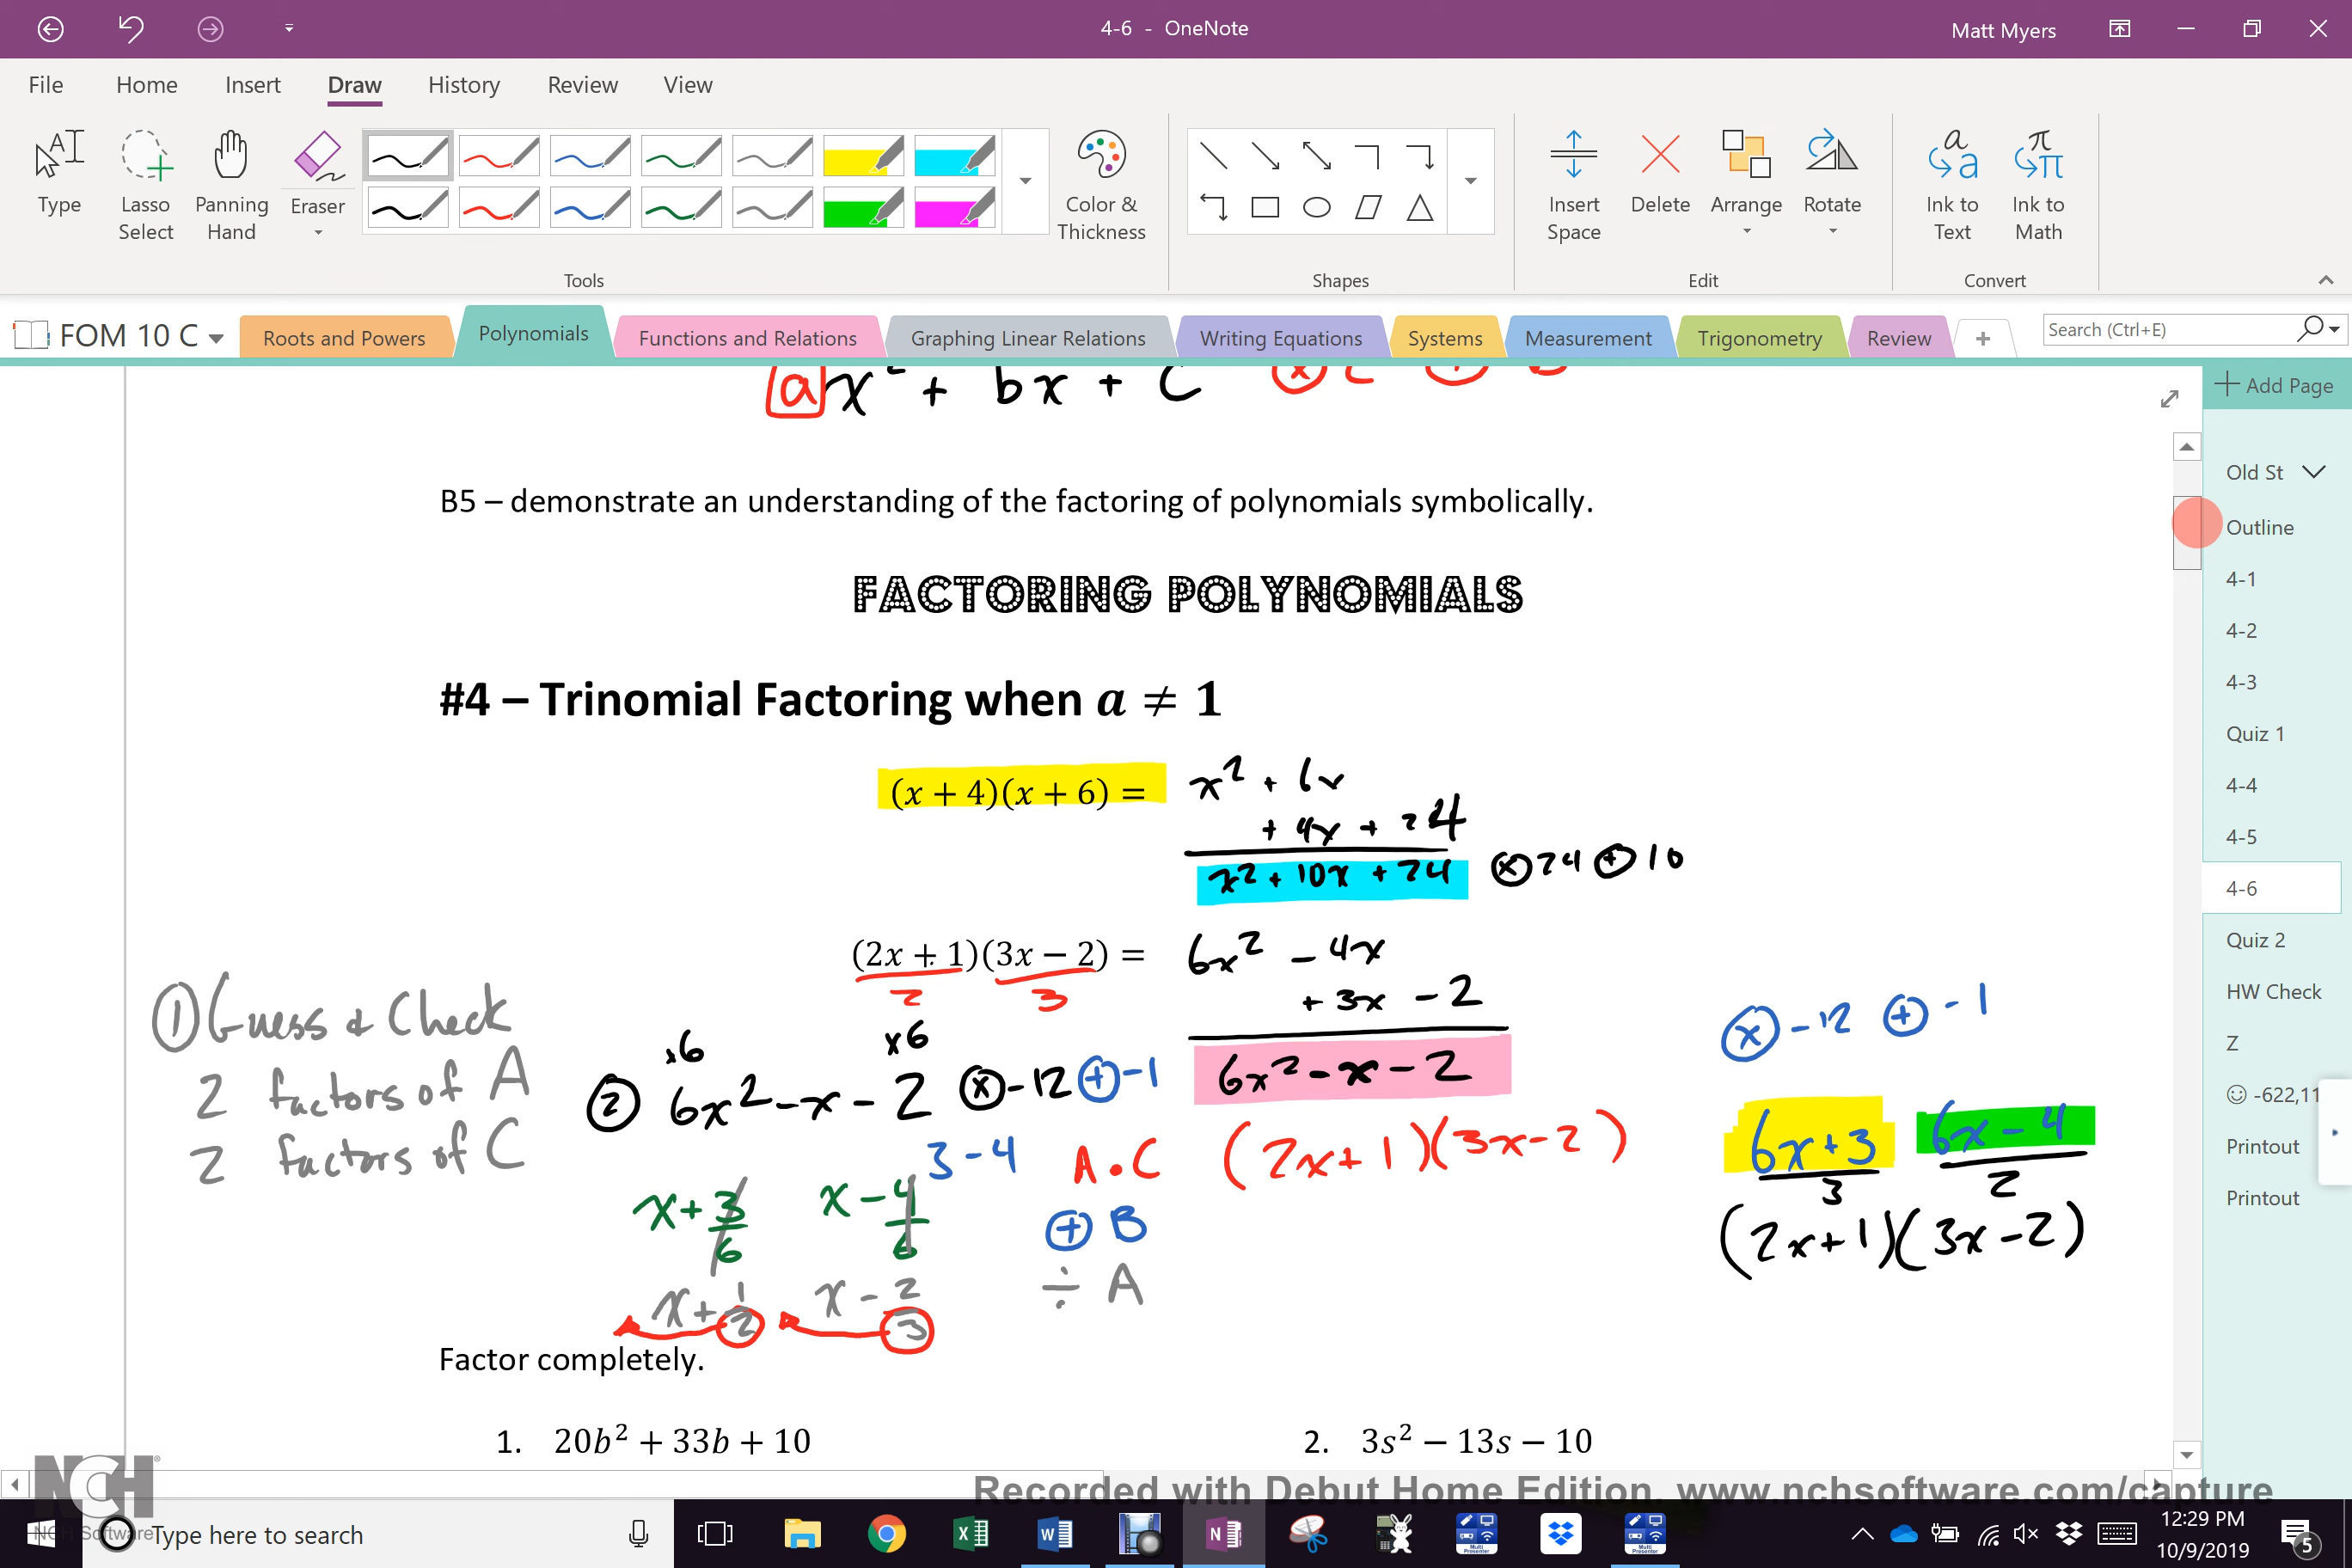 4-6 - OneNote
Matt Myers
File Home Insert Draw History Review View
Type
Lasso Select
Panning Hand
Eraser
Color & Thickness
Insert Space
Delete
Arrange
Rotate
Ink to Text
Ink to Math
Tools
Shapes
Edit
Convert
FOM 10 C
Roots and Powers
Polynomials
Functions and Relations
Graphing Linear Relations
Writing Equations
Systems
Measurement
Trigonometry
Review
Search (Ctrl+E)
Add Page
Old St
Outline
4-1
4-2
4-3
Quiz 1
4-4
4-5
4-6
Quiz 2
HW Check
Z
☺ -622,11
Printout
Printout
ax² + bx + C
B5 – demonstrate an understanding of the factoring of polynomials symbolically.
FACTORING POLYNOMIALS
#4 – Trinomial Factoring when a ≠ 1
(x + 4)(x + 6) = x² + 6x
+ 4x + 24
x² + 10x + 24 ⊗ 24 ⊕ 10
(2x + 1)(3x − 2) = 6x² − 4x
2 3
+ 3x − 2
6x² − x − 2
(2x+1)(3x−2)
① Guess & Check
2 factors of A
2 factors of C
x6 x6
② 6x² − x − 2 ⊗ −12 ⊕ −1
3 −4
A · C
⊕ B
÷ A
x + 3/6 x − 4/6
x + 1/2 x − 2/3
⊗ −12 ⊕ −1
6x+3 6x−4
3 2
(2x+1)(3x−2)
Factor completely.
1. 20b² + 33b + 10
2. 3s² − 13s − 10
NCH
NCH Software
Recorded with Debut Home Edition. www.nchsoftware.com/capture
Type here to search
12:29 PM
10/9/2019
5